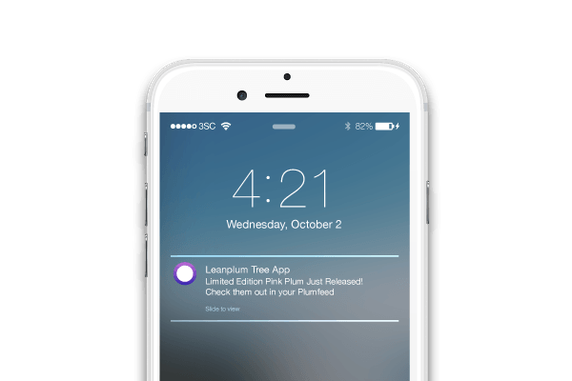 3SC 82%
4:21
Wednesday, October 2
Leanplum Tree App
Limited Edition Pink Plum Just Released!
Check them out in your Plumfeed
Slide to view